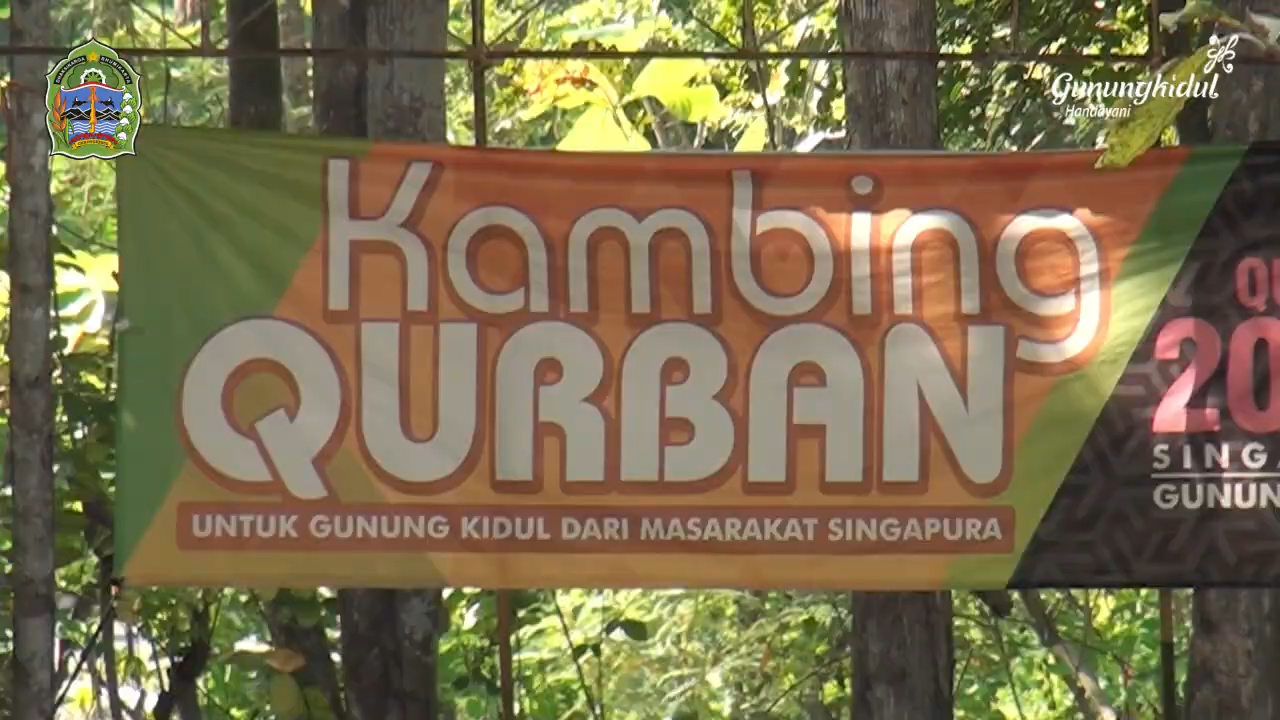 Gunungkidul
Handayani
Kambing
QURBAN
UNTUK GUNUNG KIDUL DARI MASARAKAT SINGAPURA